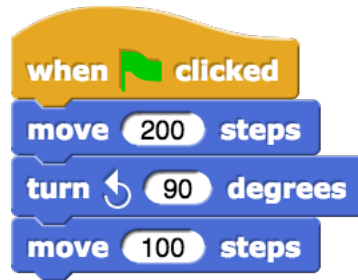 when clicked
move 200 steps
turn 90 degrees
move 100 steps